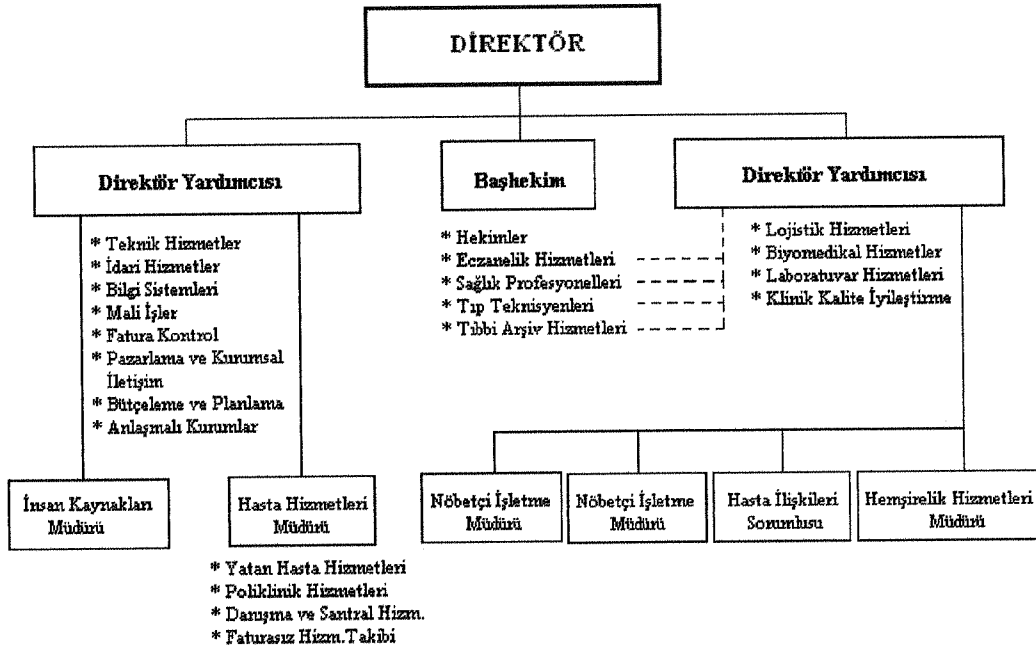 DİREKTÖR
Direktör Yardımcısı
Başhekim
Direktör Yardımcısı
* Teknik Hizmetler
* İdari Hizmetler
* Bilgi Sistemleri
* Mali İşler
* Fatura Kontrol
* Pazarlama ve Kurumsal
İletişim
* Bütçeleme ve Planlama
* Anlaşmalı Kurumlar
* Hekimler
* Eczanelik Hizmetleri
* Sağlık Profesyonelleri
* Tıp Teknisyenleri
* Tıbbi Arşiv Hizmetleri
* Lojistik Hizmetleri
* Biyomedikal Hizmetler
* Laboratuvar Hizmetleri
* Klinik Kalite İyileştirme
İnsan Kaynakları
Müdürü
Hasta Hizmetleri
Müdürü
Nöbetçi İşletme
Müdürü
Nöbetçi İşletme
Müdürü
Hasta İlişkileri
Sorumlusu
Hemşirelik Hizmetleri
Müdürü
* Yatan Hasta Hizmetleri
* Poliklinik Hizmetleri
* Danışma ve Santral Hizm.
* Faturasız Hizm.Takibi